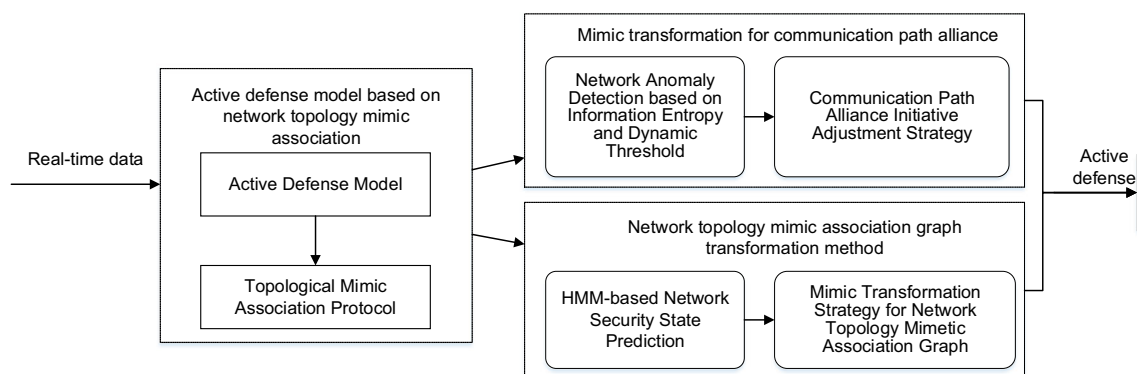 Real-time data
Active defense model based on
network topology mimic
association
Active Defense Model
Topological Mimic
Association Protocol
Mimic transformation for communication path alliance
Network Anomaly
Detection based on
Information Entropy
and Dynamic
Threshold
Communication Path
Alliance Initiative
Adjustment Strategy
Network topology mimic association graph
transformation method
HMM-based Network
Security State
Prediction
Mimic Transformation
Strategy for Network
Topology Mimetic
Association Graph
Active
defense